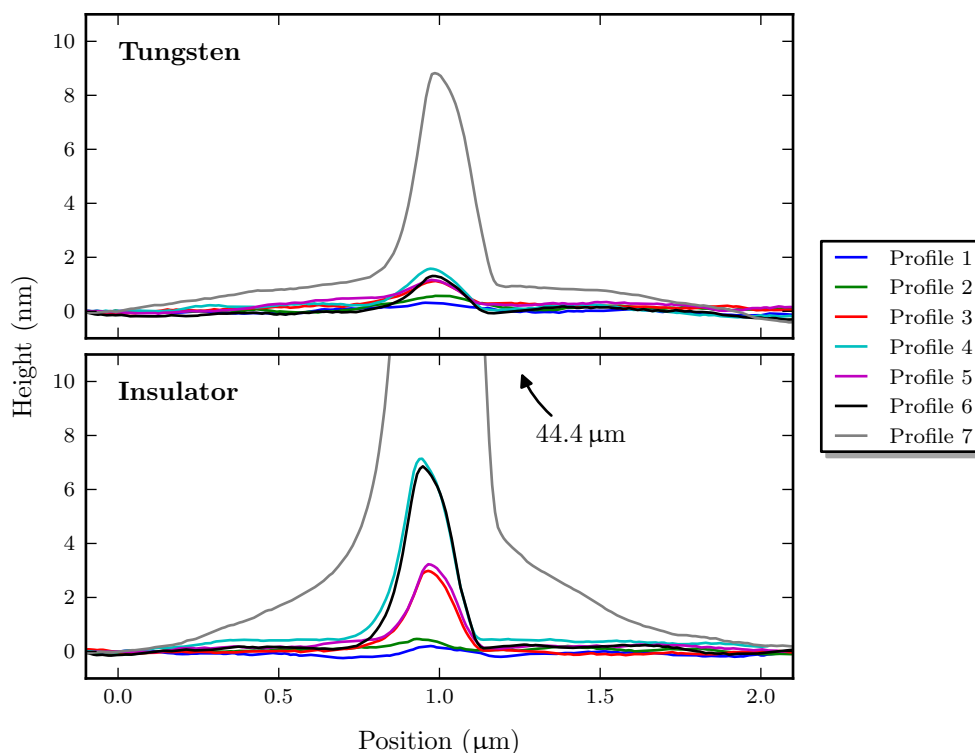 10
8
6
4
2
0
Tungsten
10
8
6
4
2
0
Insulator
44.4 μm
Height (nm)
0.0 0.5 1.0 1.5 2.0
Position (μm)
Profile 1
Profile 2
Profile 3
Profile 4
Profile 5
Profile 6
Profile 7